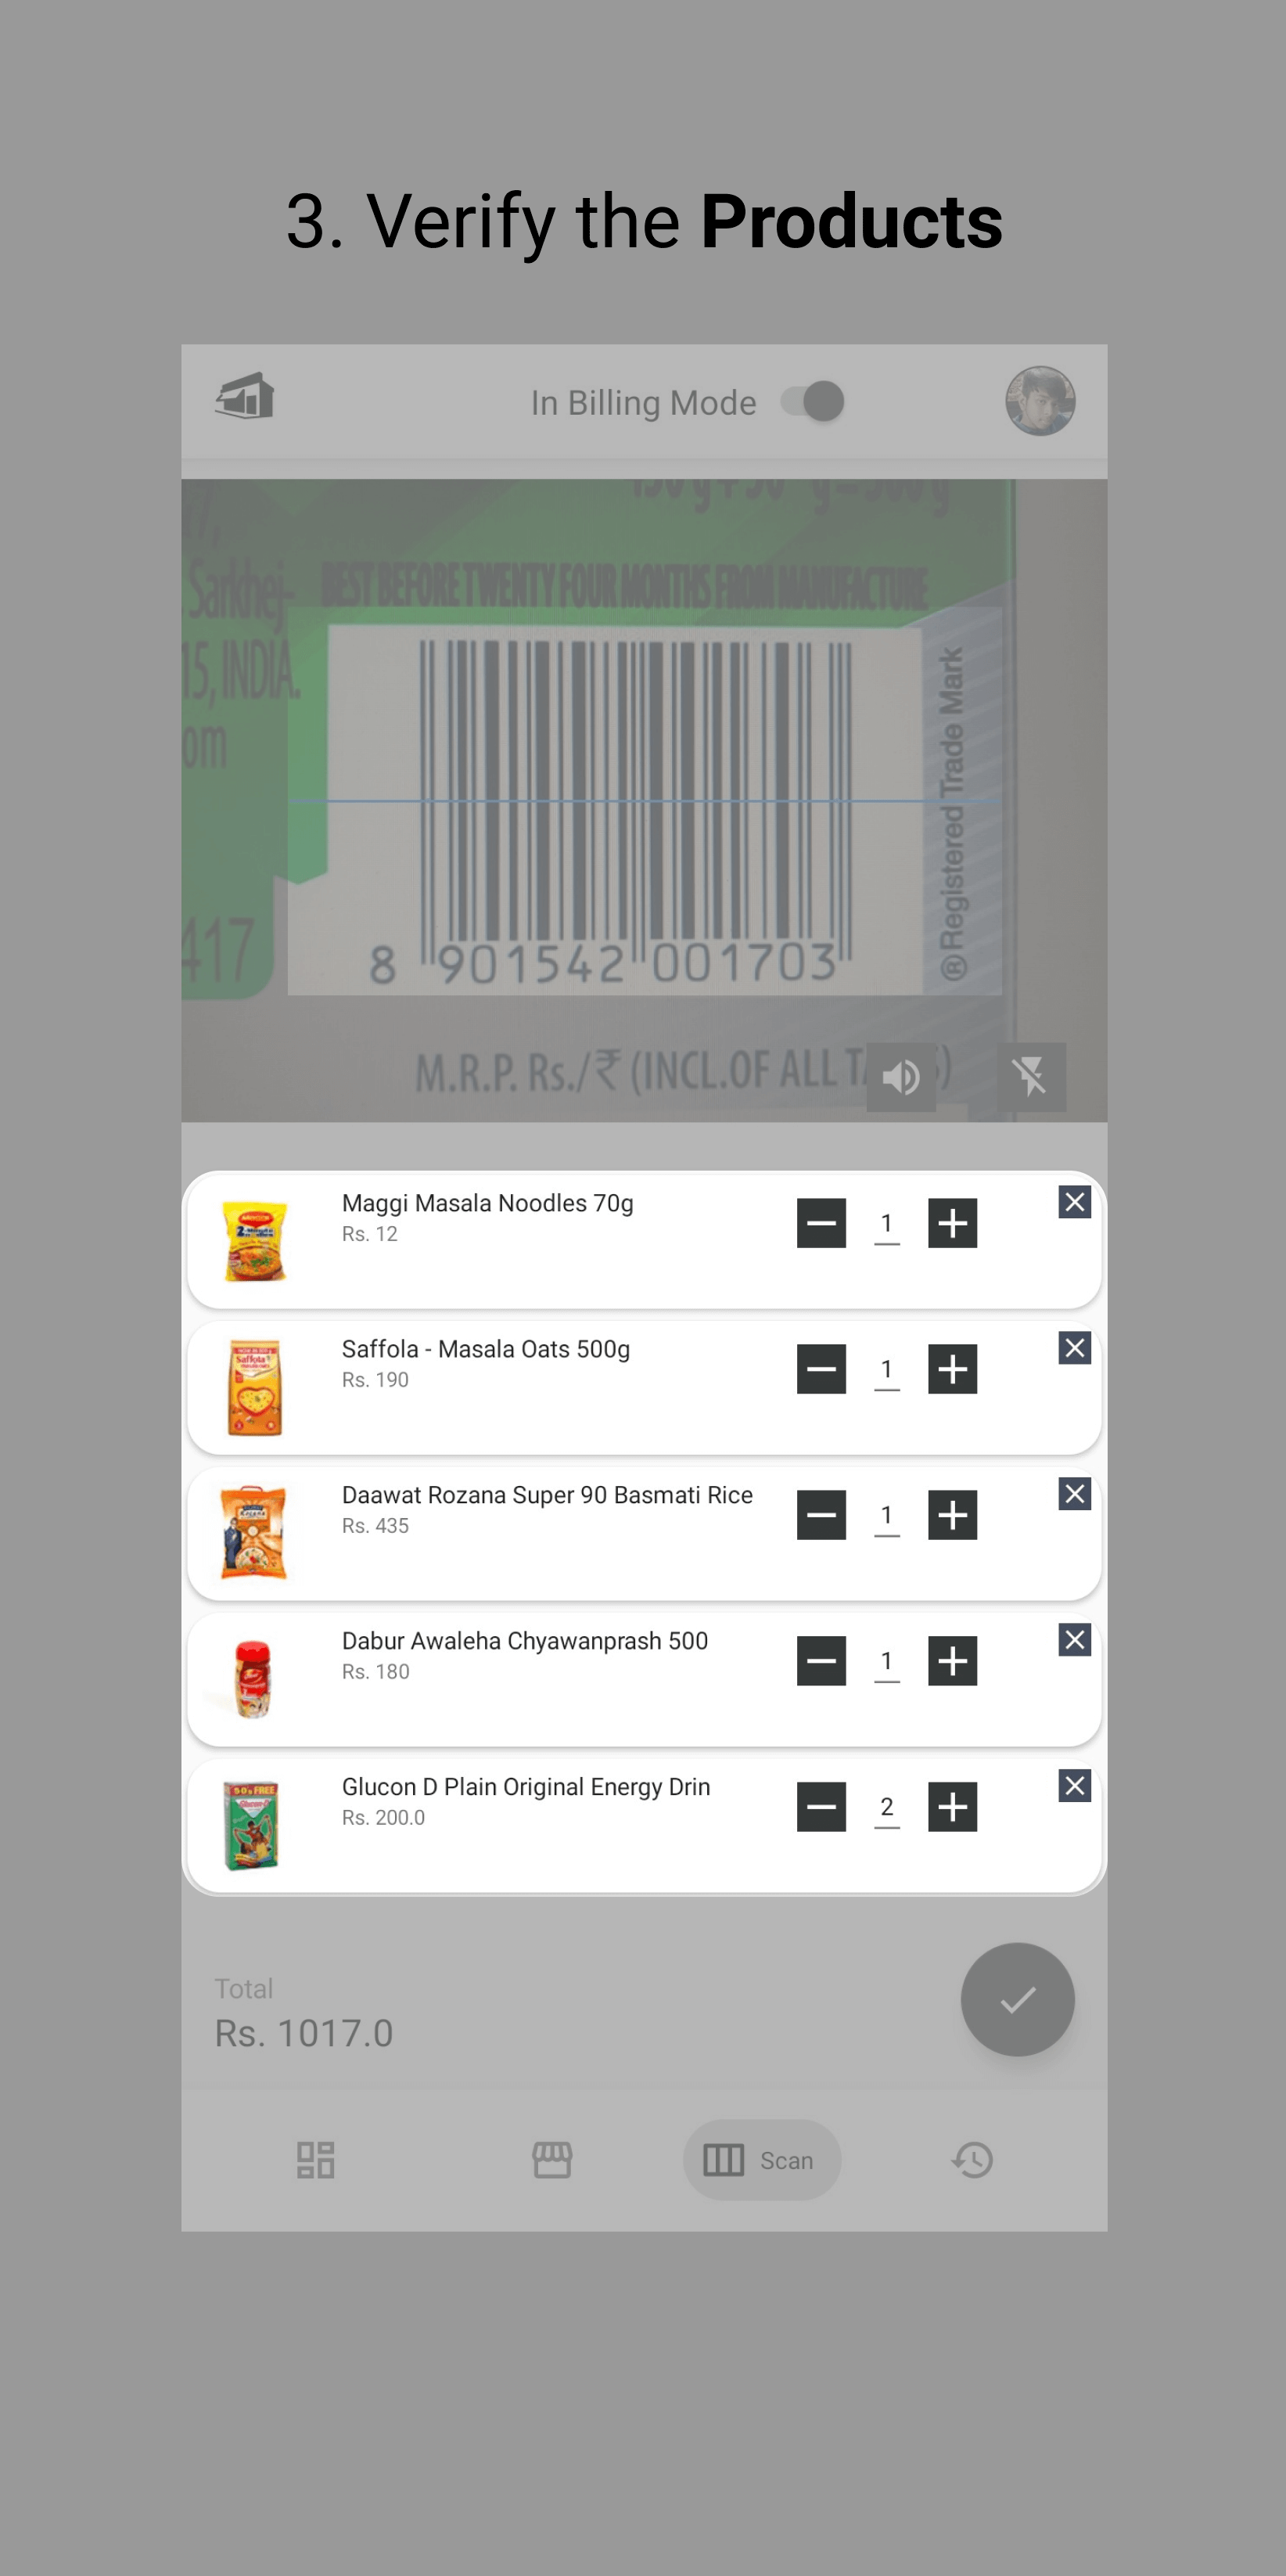 3. Verify the Products
In Billing Mode
Sarkhej-
BEST BEFORE TWENTY FOUR MONTHS FROM MANUFACTURE
15, INDIA.
om
® Registered Trade Mark
417
8 901542 001703
M.R.P. Rs./₹ (INCL.OF ALL
Maggi Masala Noodles 70g
Rs. 12
1
Saffola - Masala Oats 500g
Rs. 190
1
Daawat Rozana Super 90 Basmati Rice
Rs. 435
1
Dabur Awaleha Chyawanprash 500
Rs. 180
1
Glucon D Plain Original Energy Drin
Rs. 200.0
2
Total
Rs. 1017.0
Scan